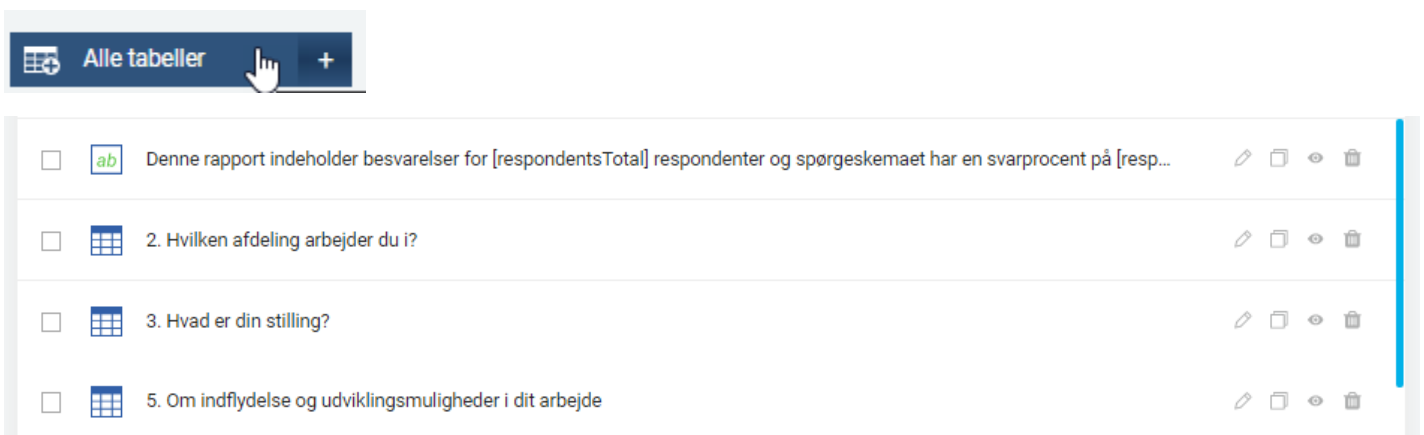 Alle tabeller +
ab Denne rapport indeholder besvarelser for [respondentsTotal] respondenter og spørgeskemaet har en svarprocent på [resp...
2. Hvilken afdeling arbejder du i?
3. Hvad er din stilling?
5. Om indflydelse og udviklingsmuligheder i dit arbejde